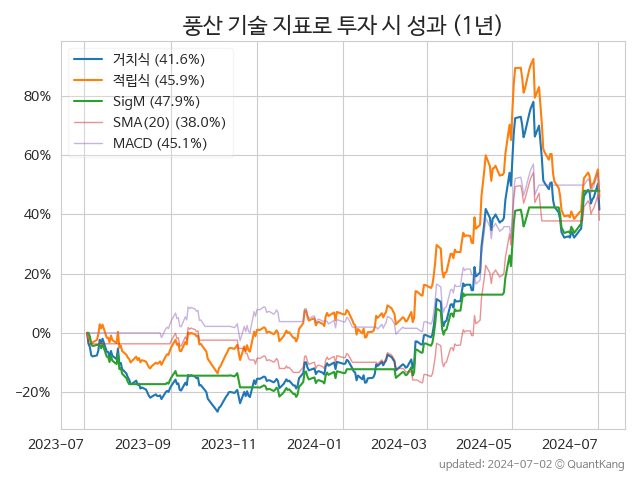 풍산 기술 지표로 투자 시 성과 (1년)
거치식 (41.6%)
적립식 (45.9%)
SigM (47.9%)
SMA(20) (38.0%)
MACD (45.1%)
80%
60%
40%
20%
0%
−20%
2023-07 2023-09 2023-11 2024-01 2024-03 2024-05 2024-07
updated: 2024-07-02 © QuantKang